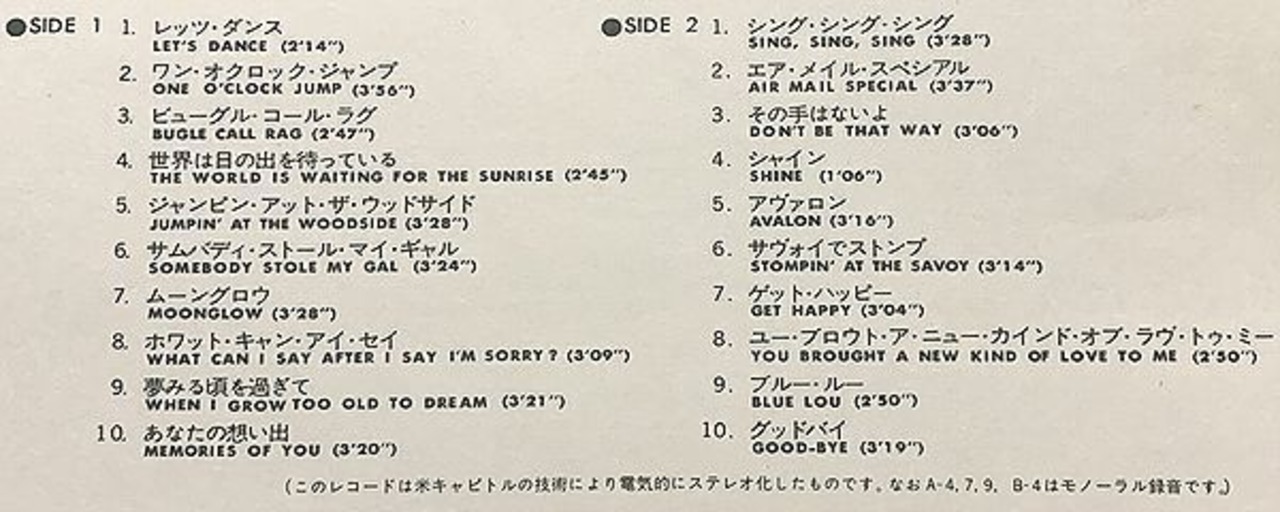 ●SIDE 1
1. レッツ・ダンス
LET'S DANCE (2'14")
2. ワン・オクロック・ジャンプ
ONE O'CLOCK JUMP (3'56")
3. ビューグル・コール・ラグ
BUGLE CALL RAG (2'47")
4. 世界は日の出を待っている
THE WORLD IS WAITING FOR THE SUNRISE (2'45")
5. ジャンピン・アット・ザ・ウッドサイド
JUMPIN' AT THE WOODSIDE (3'28")
6. サムバディ・ストール・マイ・ギャル
SOMEBODY STOLE MY GAL (3'24")
7. ムーングロウ
MOONGLOW (3'28")
8. ホワット・キャン・アイ・セイ
WHAT CAN I SAY AFTER I SAY I'M SORRY? (3'09")
9. 夢みる頃を過ぎて
WHEN I GROW TOO OLD TO DREAM (3'21")
10. あなたの想い出
MEMORIES OF YOU (3'20")
●SIDE 2
1. シング・シング・シング
SING, SING, SING (3'28")
2. エア・メイル・スペシアル
AIR MAIL SPECIAL (3'37")
3. その手はないよ
DON'T BE THAT WAY (3'06")
4. シャイン
SHINE (1'06")
5. アヴァロン
AVALON (3'16")
6. サヴォイでストンプ
STOMPIN' AT THE SAVOY (3'14")
7. ゲット・ハッピー
GET HAPPY (3'04")
8. ユー・ブロウト・ア・ニュー・カインド・オブ・ラヴ・トゥ・ミー
YOU BROUGHT A NEW KIND OF LOVE TO ME (2'50")
9. ブルー・ルー
BLUE LOU (2'50")
10. グッドバイ
GOOD-BYE (3'19")
(このレコードは米キャピトルの技術により電気的にステレオ化したものです。なおA-4,7,9, B-4はモノーラル録音です。)